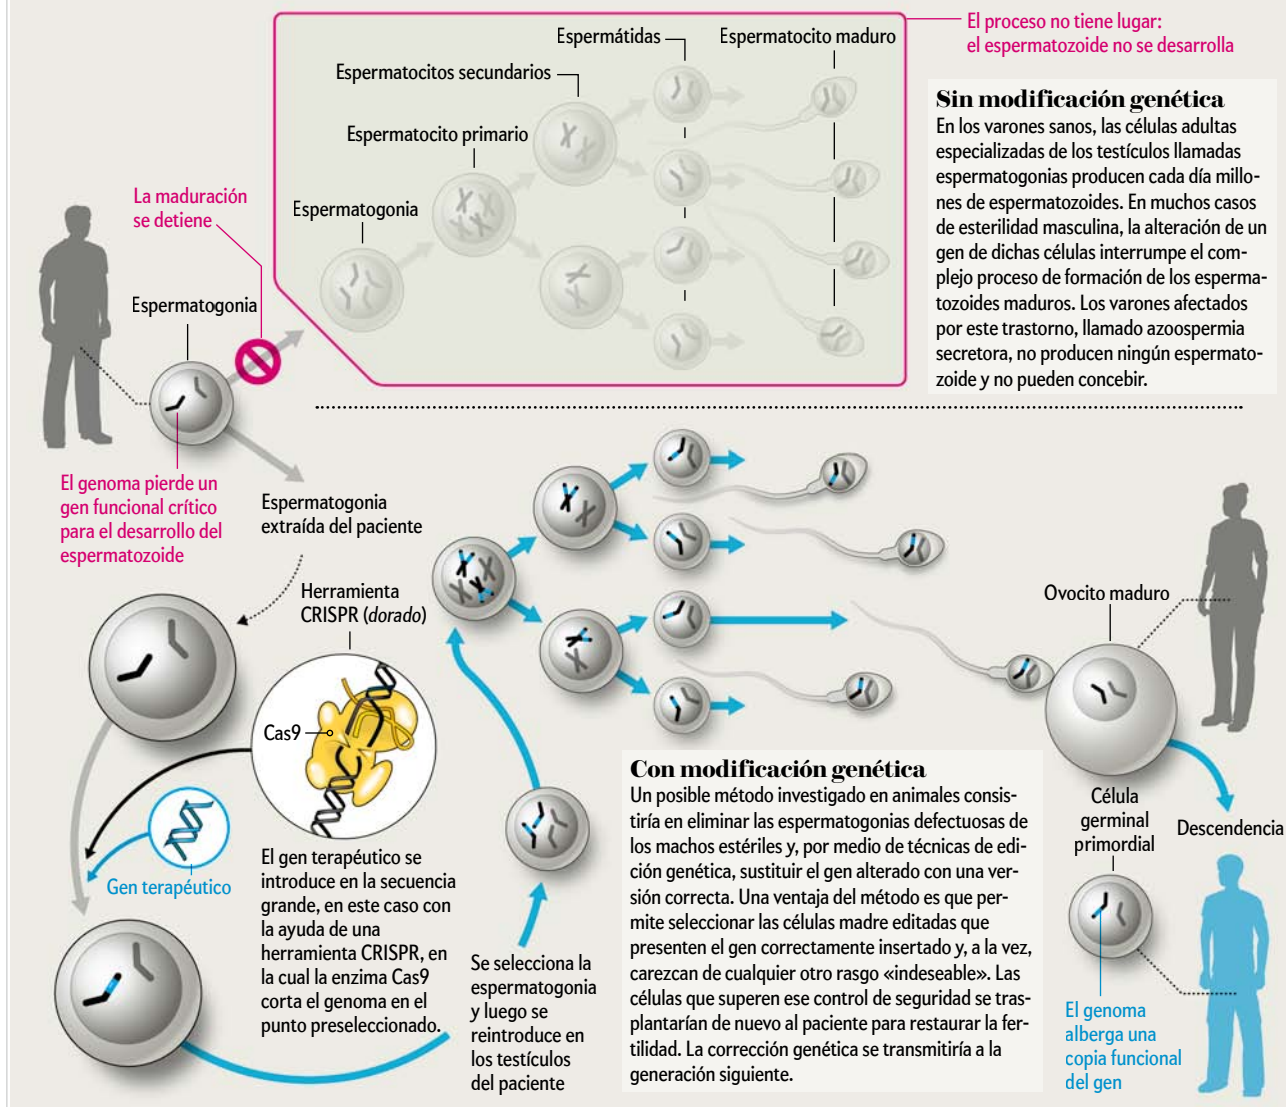 El proceso no tiene lugar:
el espermatozoide no se desarrolla
Espermátidas
Espermatocito maduro
Espermatocitos secundarios
Espermatocito primario
Espermatogonia
La maduración
se detiene
Espermatogonia
Sin modificación genética
En los varones sanos, las células adultas
especializadas de los testículos llamadas
espermatogonias producen cada día millo-
nes de espermatozoides. En muchos casos
de esterilidad masculina, la alteración de un
gen de dichas células interrumpe el com-
plejo proceso de formación de los esperma-
tozoides maduros. Los varones afectados
por este trastorno, llamado azoospermia
secretora, no producen ningún espermato-
zoide y no pueden concebir.
El genoma pierde un
gen funcional crítico
para el desarrollo del
espermatozoide
Espermatogonia
extraída del paciente
Herramienta
CRISPR (dorado)
Cas9
Gen terapéutico
El gen terapéutico se
introduce en la secuencia
grande, en este caso con
la ayuda de una
herramienta CRISPR, en
la cual la enzima Cas9
corta el genoma en el
punto preseleccionado.
Se selecciona la
espermatogonia
y luego se
reintroduce en
los testículos
del paciente
Con modificación genética
Un posible método investigado en animales consis-
tiría en eliminar las espermatogonias defectuosas de
los machos estériles y, por medio de técnicas de edi-
ción genética, sustituir el gen alterado con una ver-
sión correcta. Una ventaja del método es que per-
mite seleccionar las células madre editadas que
presenten el gen correctamente insertado y, a la vez,
carezcan de cualquier otro rasgo «indeseable». Las
células que superen ese control de seguridad se tras-
plantarían de nuevo al paciente para restaurar la fer-
tilidad. La corrección genética se transmitiría a la
generación siguiente.
Ovocito maduro
Célula
germinal
primordial
Descendencia
El genoma
alberga una
copia funcional
del gen